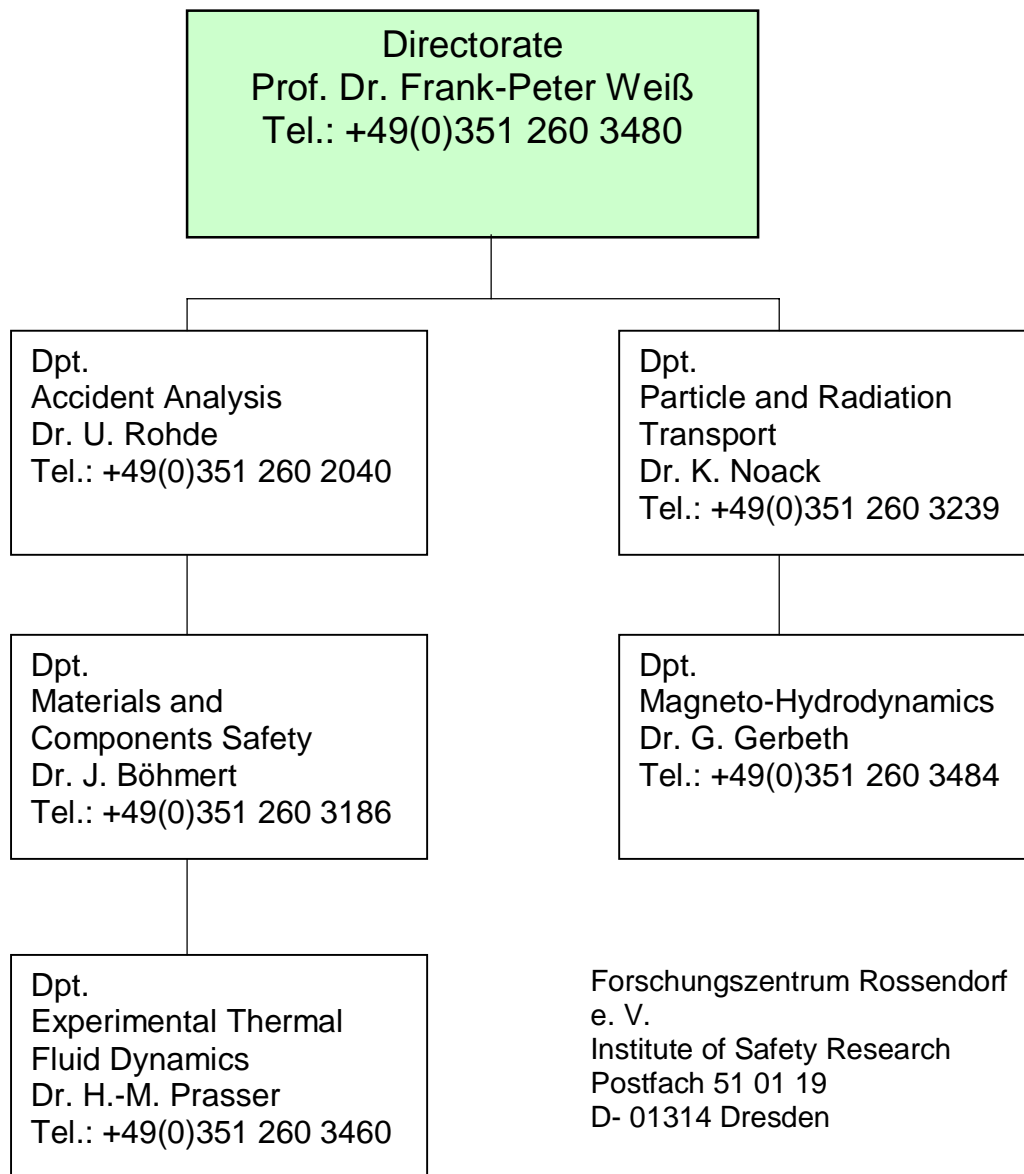 Directorate
Prof. Dr. Frank-Peter Weiß
Tel.: +49(0)351 260 3480
Dpt.
Accident Analysis
Dr. U. Rohde
Tel.: +49(0)351 260 2040
Dpt.
Particle and Radiation
Transport
Dr. K. Noack
Tel.: +49(0)351 260 3239
Dpt.
Materials and
Components Safety
Dr. J. Böhmert
Tel.: +49(0)351 260 3186
Dpt.
Magneto-Hydrodynamics
Dr. G. Gerbeth
Tel.: +49(0)351 260 3484
Dpt.
Experimental Thermal
Fluid Dynamics
Dr. H.-M. Prasser
Tel.: +49(0)351 260 3460
Forschungszentrum Rossendorf
e. V.
Institute of Safety Research
Postfach 51 01 19
D- 01314 Dresden